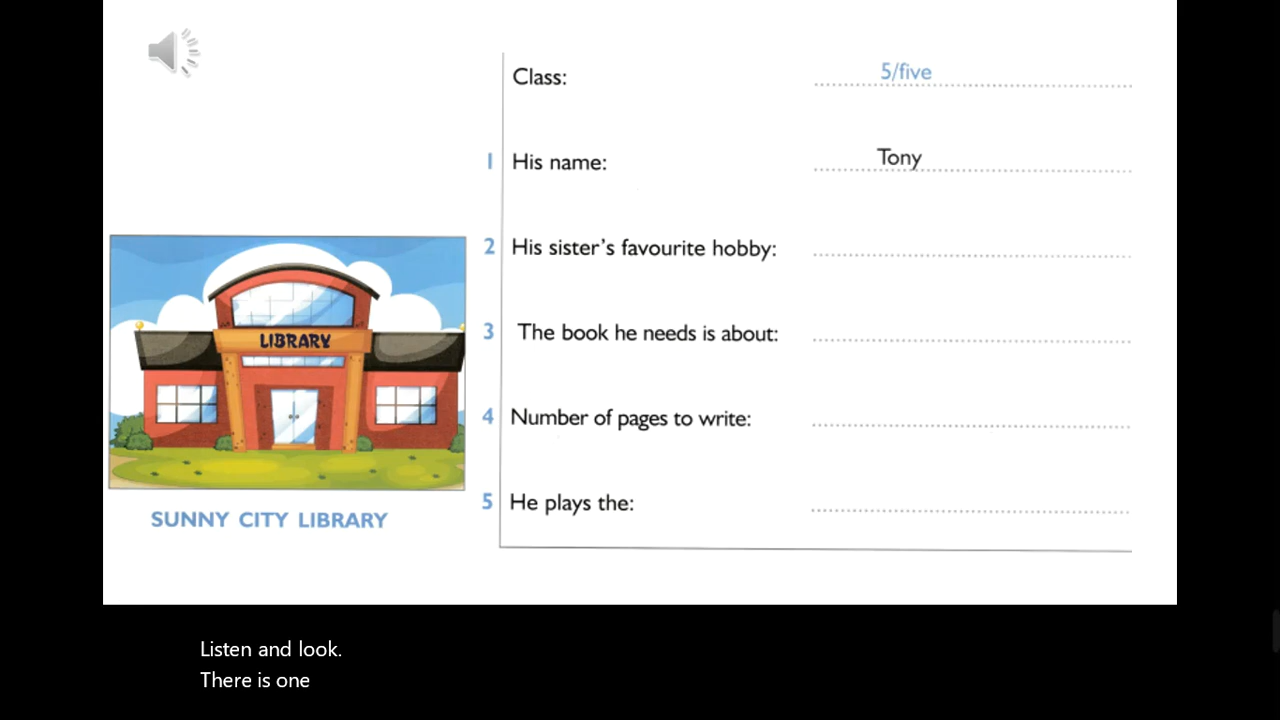 Class: 5/five
1 His name: Tony
2 His sister's favourite hobby:
3 The book he needs is about:
4 Number of pages to write:
5 He plays the:
LIBRARY
SUNNY CITY LIBRARY
Listen and look.
There is one